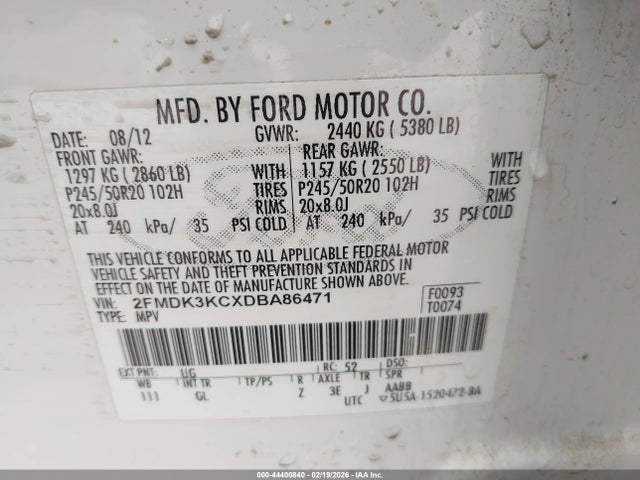 MFD. BY FORD MOTOR CO.
DATE: 08/12 GVWR: 2440 KG ( 5380 LB)
FRONT GAWR: REAR GAWR:
1297 KG ( 2860 LB) WITH 1157 KG ( 2550 LB) WITH
P245/50R20 102H TIRES P245/50R20 102H TIRES
20x8.0J RIMS 20x8.0J RIMS
AT 240 kPa/ 35 PSI COLD AT 240 kPa/ 35 PSI COLD
THIS VEHICLE CONFORMS TO ALL APPLICABLE FEDERAL MOTOR
VEHICLE SAFETY AND THEFT PREVENTION STANDARDS IN
EFFECT ON THE DATE OF MANUFACTURE SHOWN ABOVE.
VIN: 2FMDK3KCXDBA86471 F0093
TYPE: MPV T0074
EXT PNT: UG RC: 52 DSO:
WB INT TR TP/PS R AXLE TR SPR
111 GL Z 3E J AABB
UTC 5U5A-1520472-BA
000-44400840 - 02/19/2026 - IAA Inc.